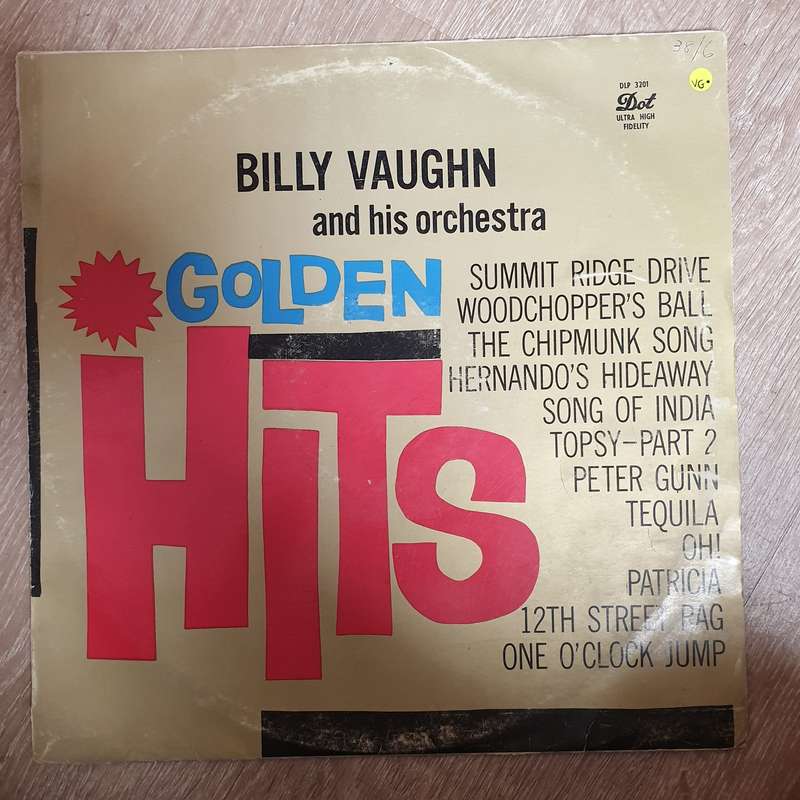 38/6
VG+
DLP 3201
Dot
ULTRA HIGH
FIDELITY
BILLY VAUGHN
and his orchestra
GOLDEN
HITS
SUMMIT RIDGE DRIVE
WOODCHOPPER'S BALL
THE CHIPMUNK SONG
HERNANDO'S HIDEAWAY
SONG OF INDIA
TOPSY–PART 2
PETER GUNN
TEQUILA
OH!
PATRICIA
12TH STREET RAG
ONE O'CLOCK JUMP